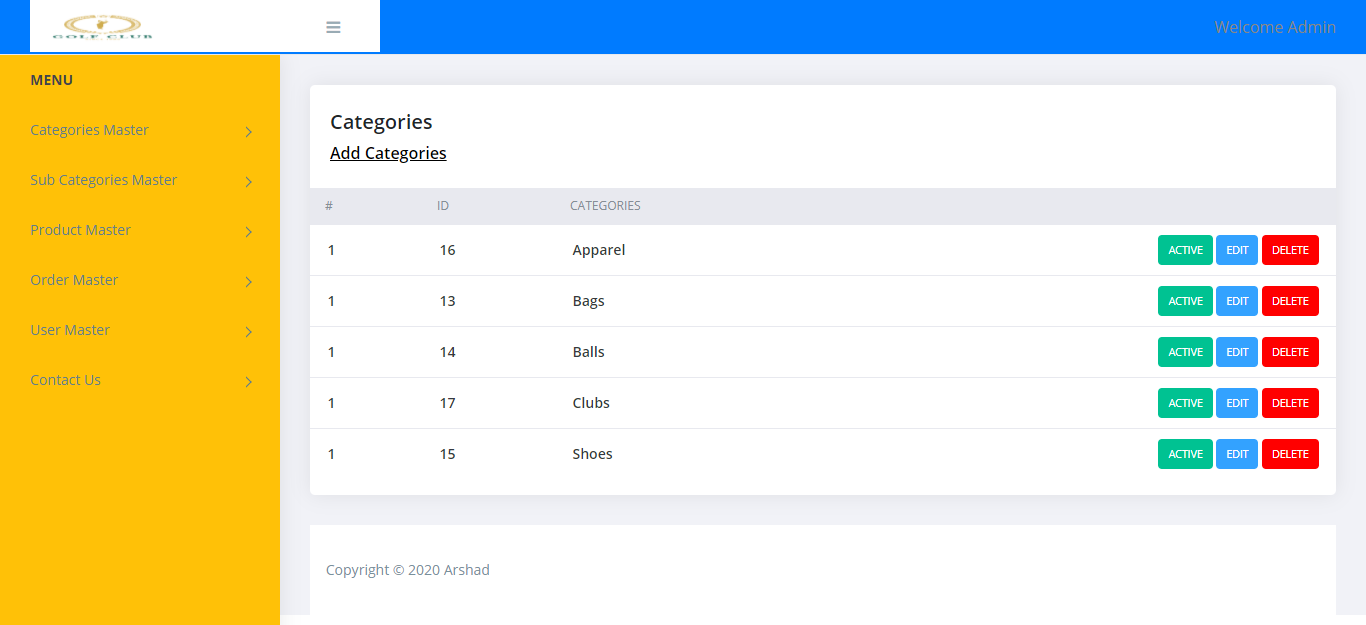 GOLF CLUB
Welcome Admin
MENU
Categories Master
Sub Categories Master
Product Master
Order Master
User Master
Contact Us
Categories
Add Categories
# ID CATEGORIES
1 16 Apparel ACTIVE EDIT DELETE
1 13 Bags ACTIVE EDIT DELETE
1 14 Balls ACTIVE EDIT DELETE
1 17 Clubs ACTIVE EDIT DELETE
1 15 Shoes ACTIVE EDIT DELETE
Copyright © 2020 Arshad